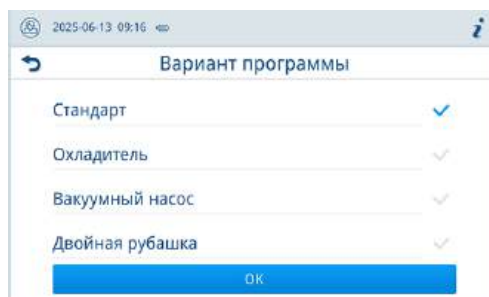 2025-06-13 09:16
i
Вариант программы
Стандарт
Охладитель
Вакуумный насос
Двойная рубашка
OK